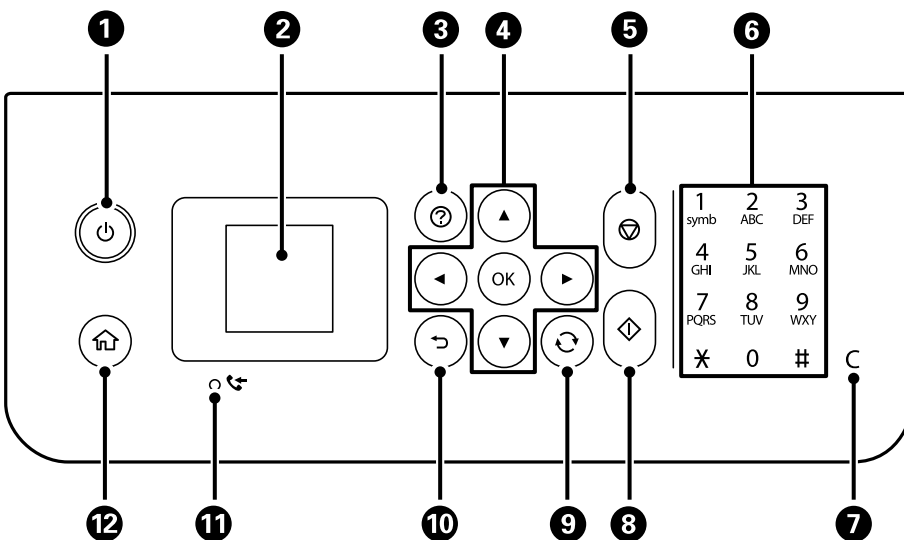 1 2 3 4 5 6
1 2 3
symb ABC DEF
4 5 6
GHI JKL MNO
7 8 9
PQRS TUV WXY
* 0 #
?
OK
C
12 11 10 9 8 7